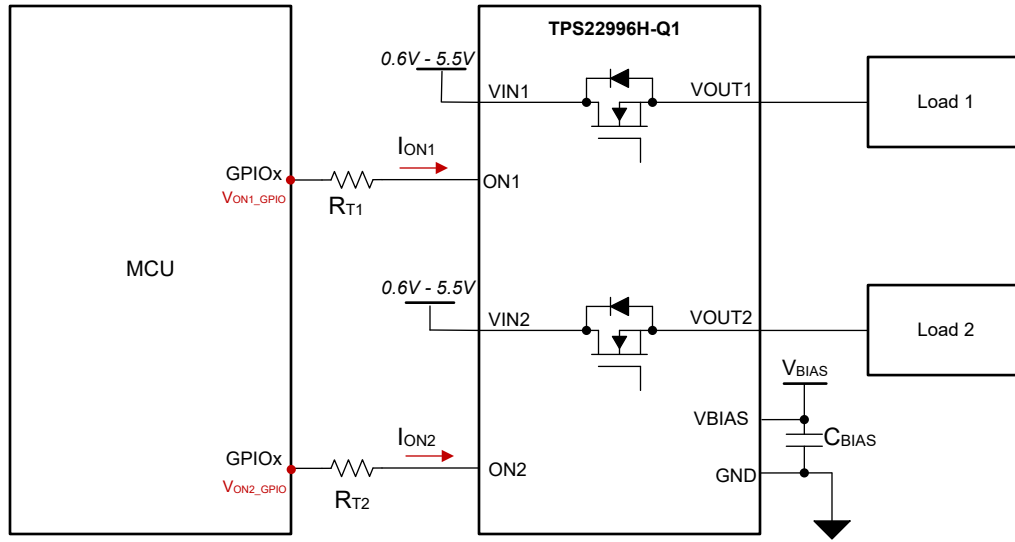 TPS22996H-Q1
0.6V - 5.5V
VIN1
VOUT1
Load 1
ION1
GPIOx
VON1_GPIO
RT1
ON1
MCU
0.6V - 5.5V
VIN2
VOUT2
Load 2
VBIAS
VBIAS
CBIAS
ION2
GPIOx
VON2_GPIO
RT2
ON2
GND